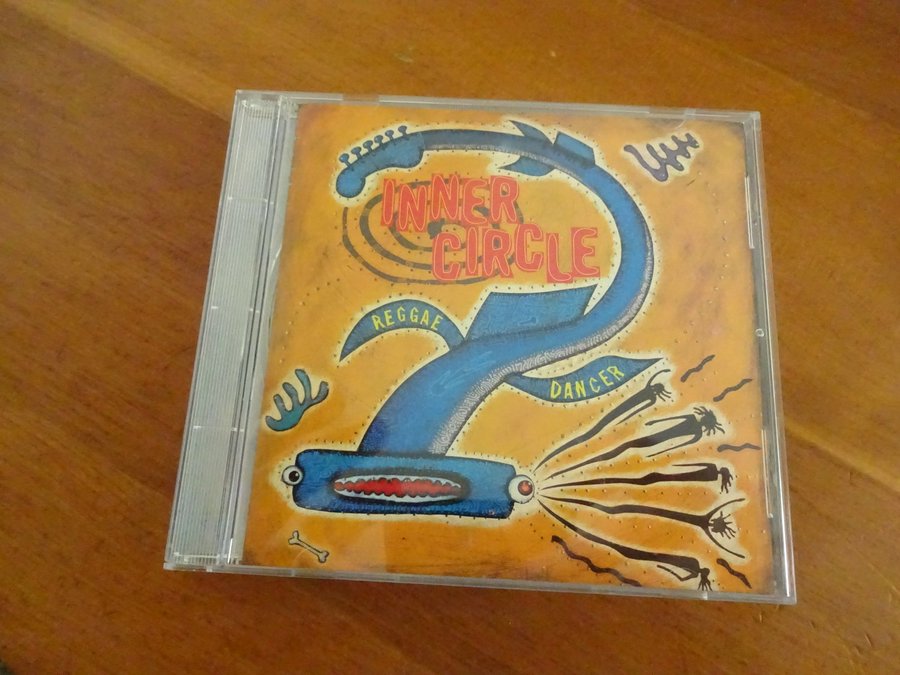 INNER
CIRCLE
REGGAE
DANCER